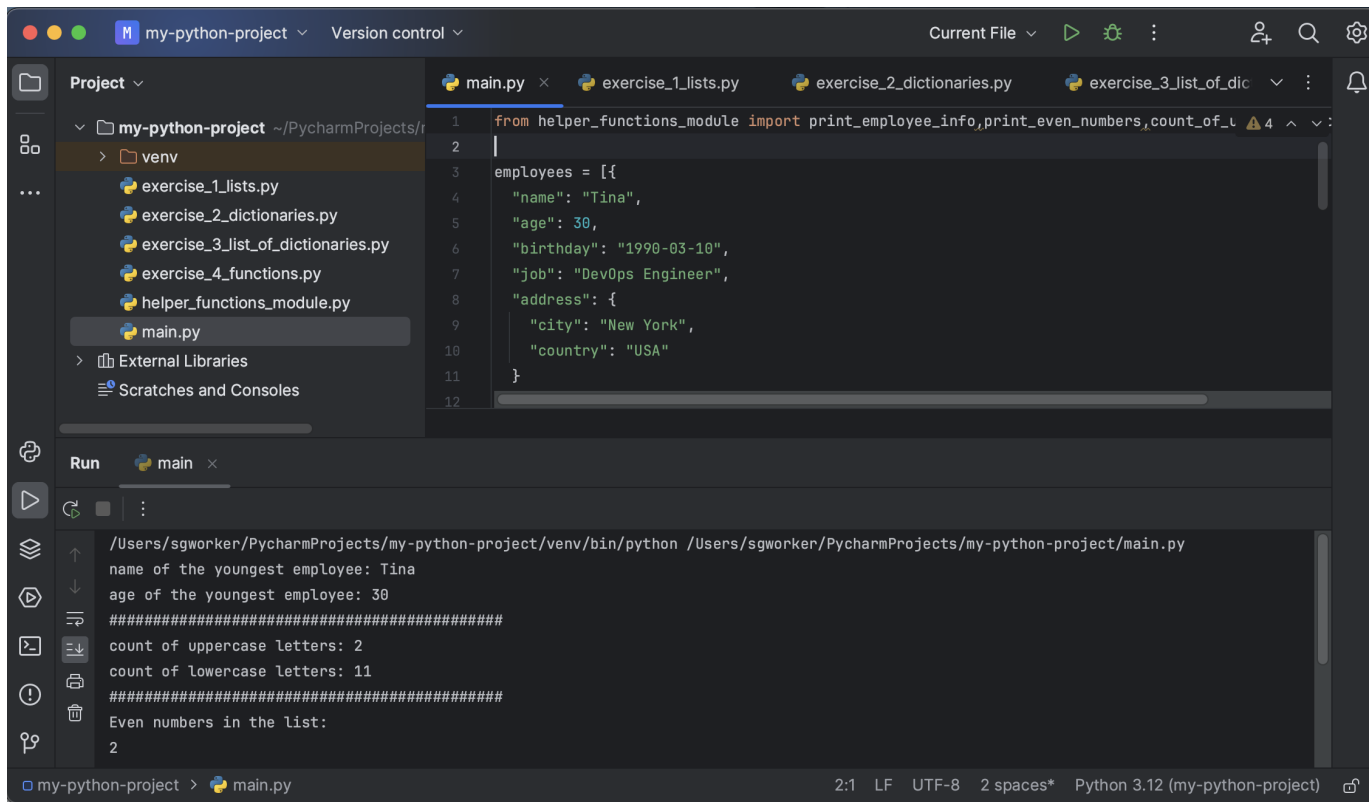 M my-python-project Version control Current File
Project
main.py exercise_1_lists.py exercise_2_dictionaries.py exercise_3_list_of_dic
my-python-project ~/PycharmProjects/
venv
exercise_1_lists.py
exercise_2_dictionaries.py
exercise_3_list_of_dictionaries.py
exercise_4_functions.py
helper_functions_module.py
main.py
External Libraries
Scratches and Consoles
1 from helper_functions_module import print_employee_info,print_even_numbers,count_of_u 4
2
3 employees = [{
4 "name": "Tina",
5 "age": 30,
6 "birthday": "1990-03-10",
7 "job": "DevOps Engineer",
8 "address": {
9 "city": "New York",
10 "country": "USA"
11 }
12
Run main
/Users/sgworker/PycharmProjects/my-python-project/venv/bin/python /Users/sgworker/PycharmProjects/my-python-project/main.py
name of the youngest employee: Tina
age of the youngest employee: 30
#############################################
count of uppercase letters: 2
count of lowercase letters: 11
#############################################
Even numbers in the list:
2
my-python-project > main.py 2:1 LF UTF-8 2 spaces* Python 3.12 (my-python-project)